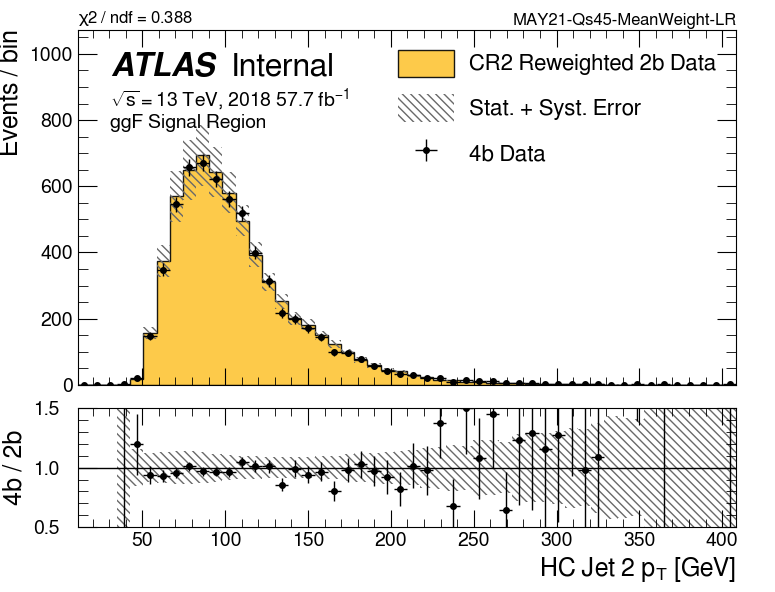 χ2 / ndf = 0.388
MAY21-Qs45-MeanWeight-LR
Events / bin
1000
800
600
400
200
0
ATLAS Internal
√s = 13 TeV, 2018 57.7 fb⁻¹
ggF Signal Region
CR2 Reweighted 2b Data
Stat. + Syst. Error
4b Data
4b / 2b
1.5
1.0
0.5
50 100 150 200 250 300 350 400
HC Jet 2 p_T [GeV]